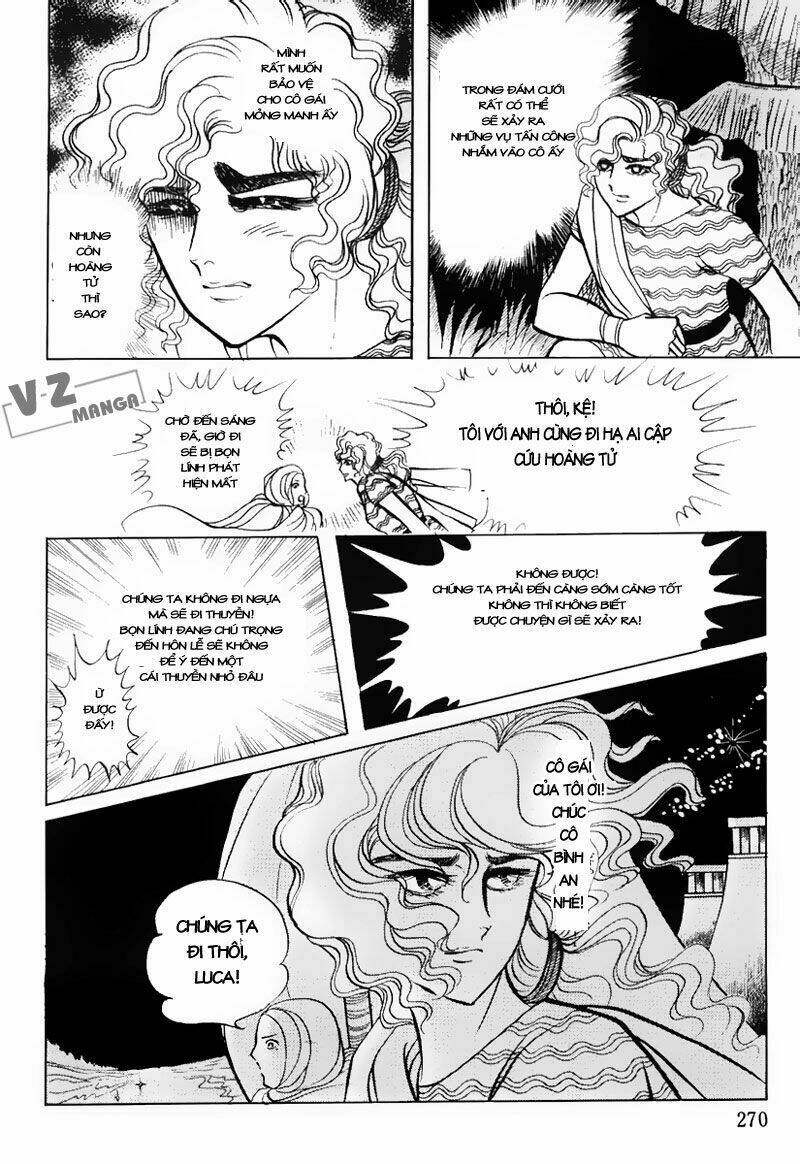 TRONG ĐÁM CƯỚI
RẤT CÓ THỂ
SẼ XẢY RA
NHỮNG VỤ TẤN CÔNG
NHẮM VÀO CÔ ẤY
MÌNH
RẤT MUỐN
BẢO VỆ
CHO CÔ GÁI
MỎNG MANH ẤY
NHƯNG
CÒN
HOÀNG
TỬ
THÌ
SAO?
V-Z
MANGA
THÔI, KỆ!
TÔI VỚI ANH CÙNG ĐI HẠ AI CẬP
CỨU HOÀNG TỬ
CHỜ ĐẾN SÁNG
ĐÃ, GIỜ ĐI
SẼ BỊ BỌN
LÍNH PHÁT
HIỆN MẤT
KHÔNG ĐƯỢC!
CHÚNG TA PHẢI ĐẾN CÀNG SỚM CÀNG TỐT
KHÔNG THÌ KHÔNG BIẾT
ĐƯỢC CHUYỆN GÌ SẼ XẢY RA!
CHÚNG TA KHÔNG ĐI NGỰA
MÀ SẼ ĐI THUYỀN!
BỌN LÍNH ĐANG CHÚ TRỌNG
ĐẾN HÔN LỄ SẼ KHÔNG
ĐỂ Ý ĐẾN MỘT
CÁI THUYỀN NHỎ ĐÂU
Ừ
ĐƯỢC
ĐẤY!
CÔ GÁI
CỦA TÔI ƠI!
CHÚC
CÔ
BÌNH
AN
NHÉ!
CHÚNG TA
ĐI THÔI,
LUCA!
270